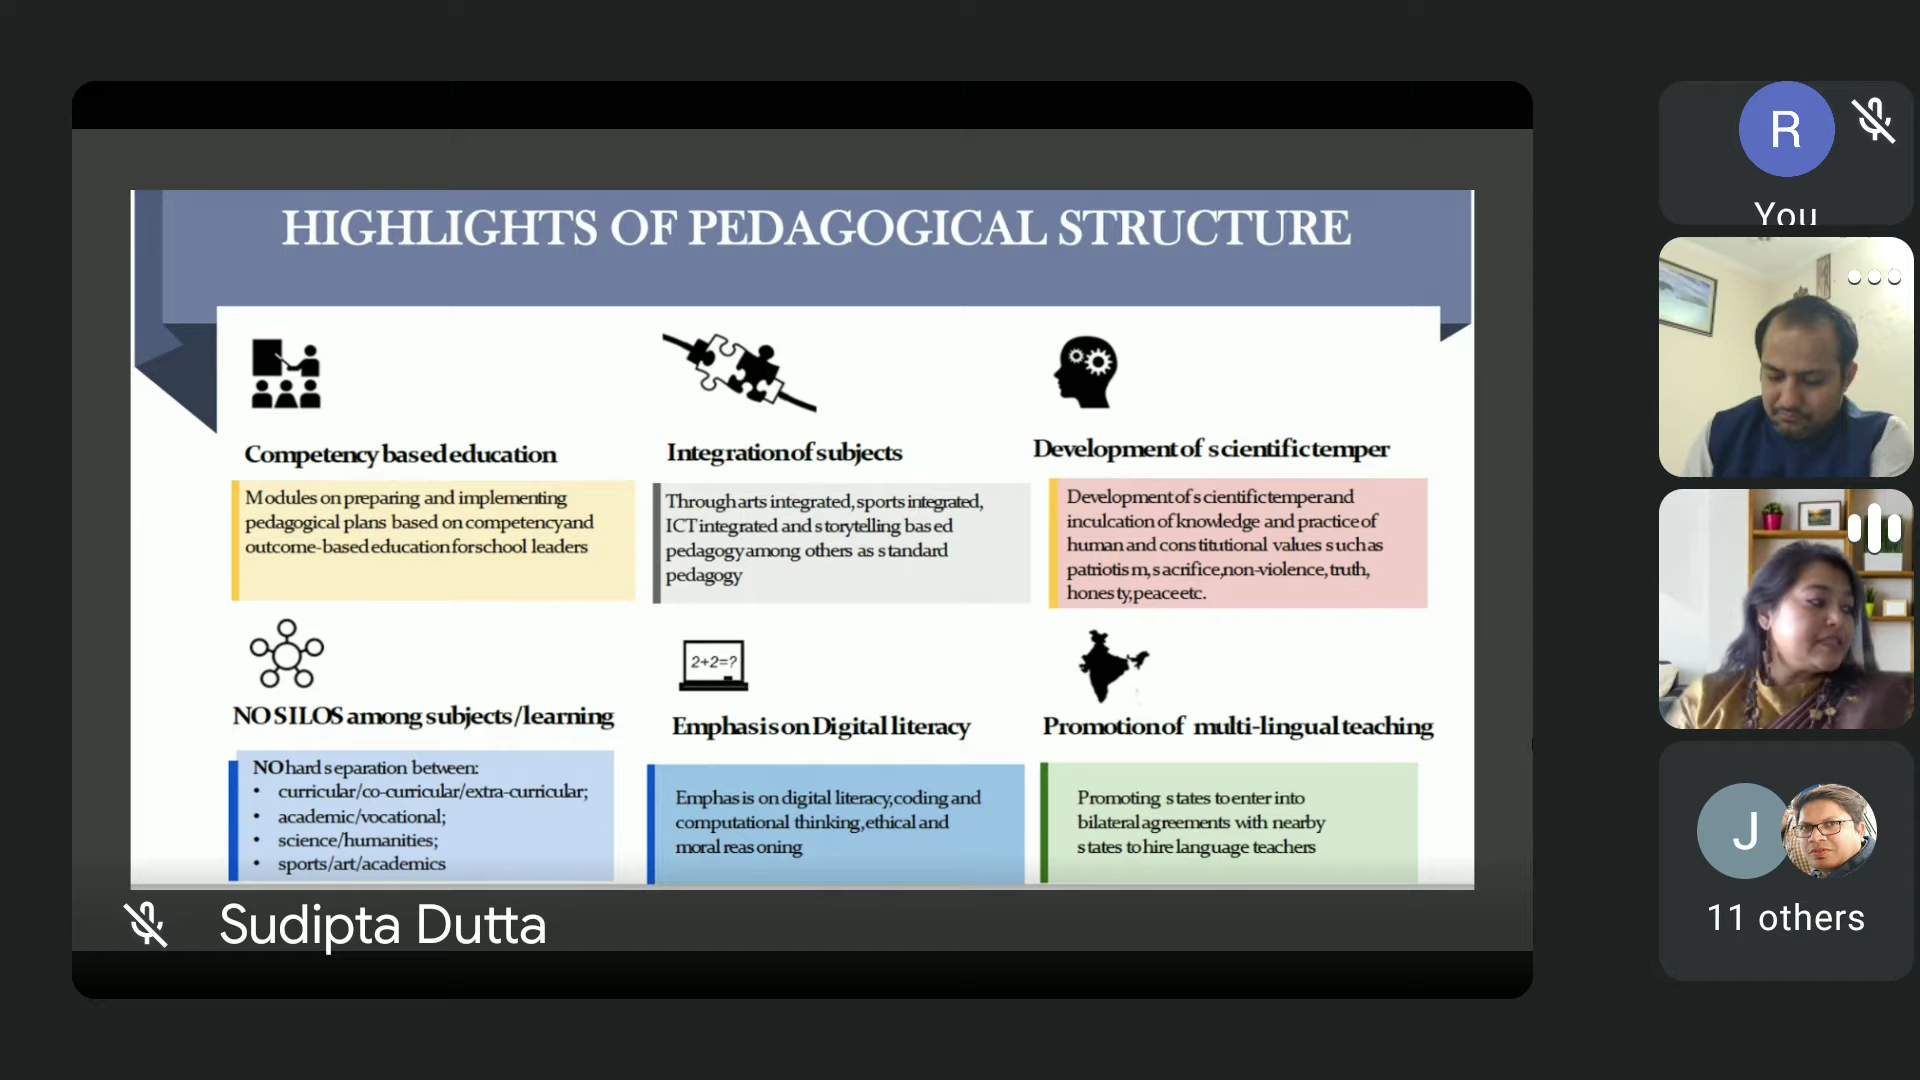 HIGHLIGHTS OF PEDAGOGICAL STRUCTURE
Competency based education
Modules on preparing and implementing
pedagogical plans based on competency and
outcome-based education for school leaders
Integration of subjects
Through arts integrated, sports integrated,
ICT integrated and storytelling based
pedagogy among others as standard
pedagogy
Development of scientific temper
Development of scientific temper and
inculcation of knowledge and practice of
human and constitutional values such as
patriotism, sacrifice, non-violence, truth,
honesty, peace etc.
NO SILOS among subjects/learning
NO hard separation between:
• curricular/co-curricular/extra-curricular;
• academic/vocational;
• science/humanities;
• sports/art/academics
2+2=?
Emphasis on Digital literacy
Emphasis on digital literacy, coding and
computational thinking, ethical and
moral reasoning
Promotion of multi-lingual teaching
Promoting states to enter into
bilateral agreements with nearby
states to hire language teachers
Sudipta Dutta
R
You
J
11 others